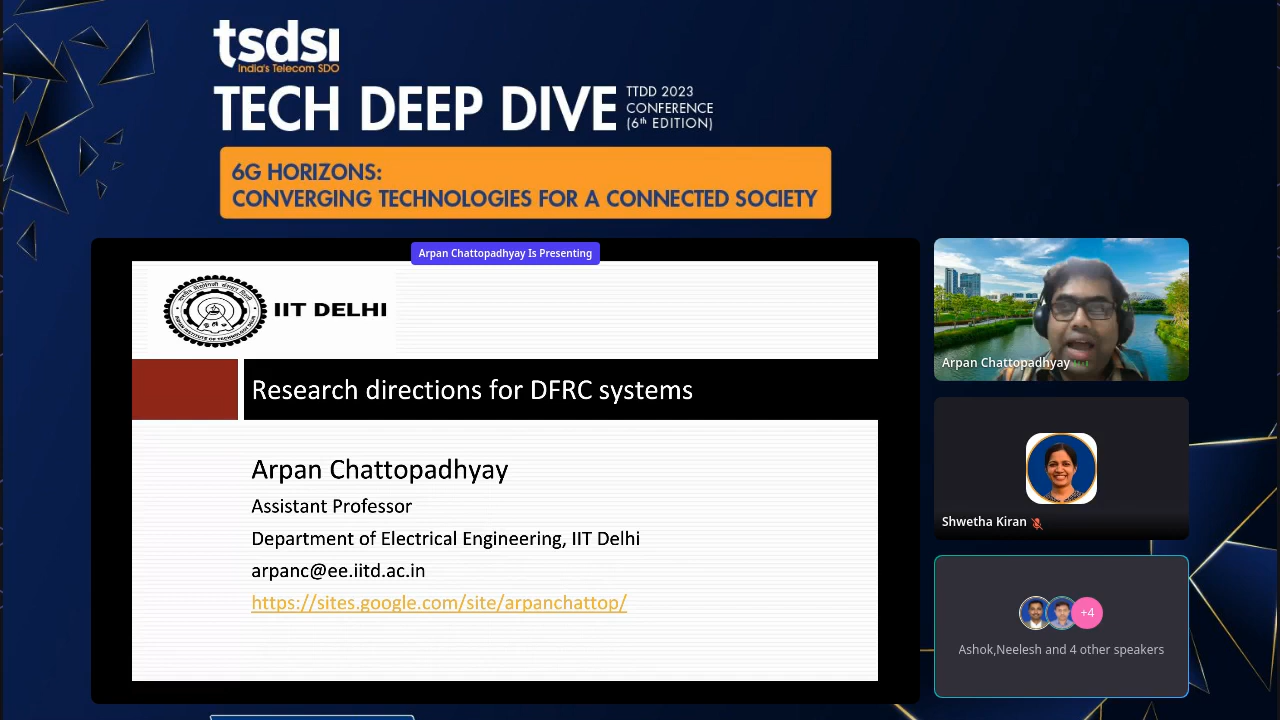 tsdsi
India's Telecom SDO
TECH DEEP DIVE
TTDD 2023
CONFERENCE
(6th EDITION)
6G HORIZONS:
CONVERGING TECHNOLOGIES FOR A CONNECTED SOCIETY
Arpan Chattopadhyay Is Presenting
IIT DELHI
Research directions for DFRC systems
Arpan Chattopadhyay
Assistant Professor
Department of Electrical Engineering, IIT Delhi
arpanc@ee.iitd.ac.in
https://sites.google.com/site/arpanchattop/
Arpan Chattopadhyay
Shwetha Kiran
+4
Ashok,Neelesh and 4 other speakers